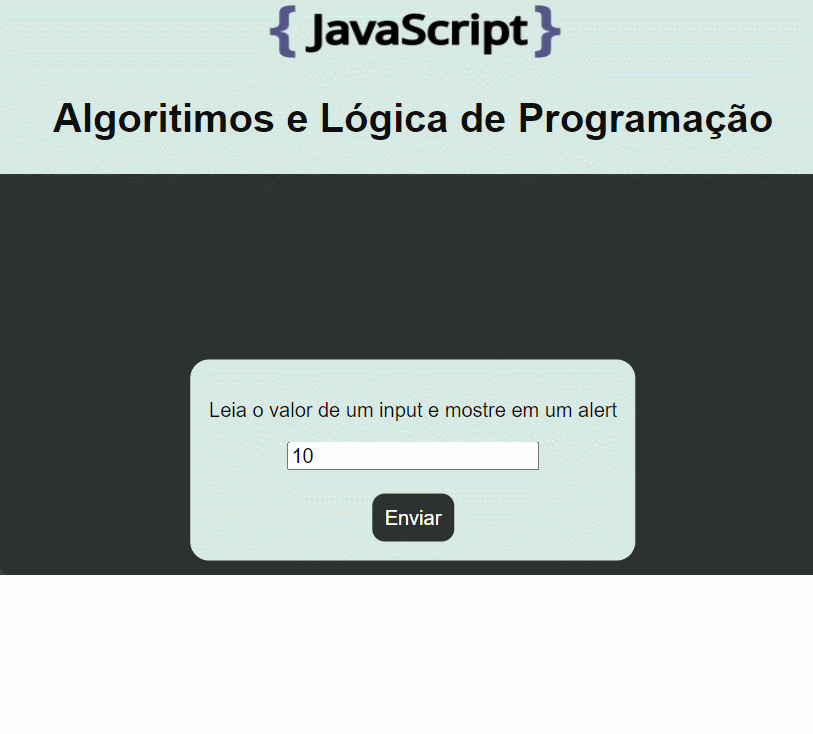 { JavaScript }
Algoritimos e Lógica de Programação
Leia o valor de um input e mostre em um alert
10
Enviar